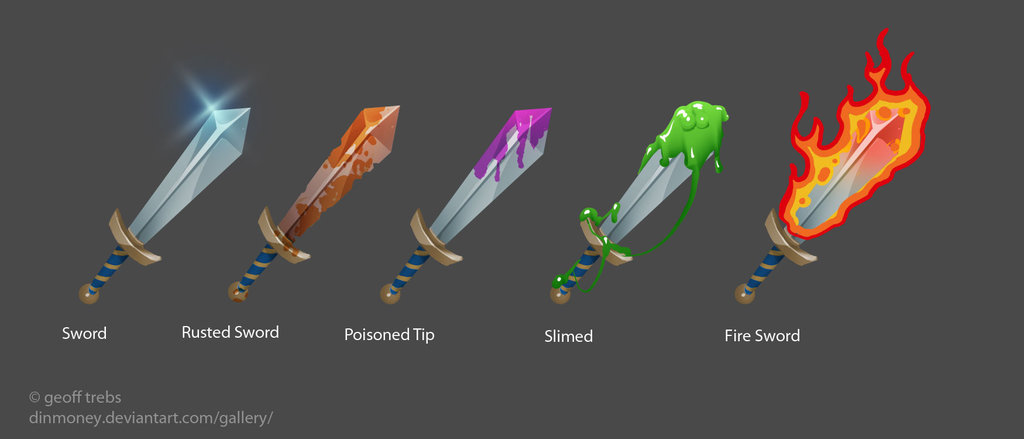 Sword
Rusted Sword
Poisoned Tip
Slimed
Fire Sword
© geoff trebs
dinmoney.deviantart.com/gallery/